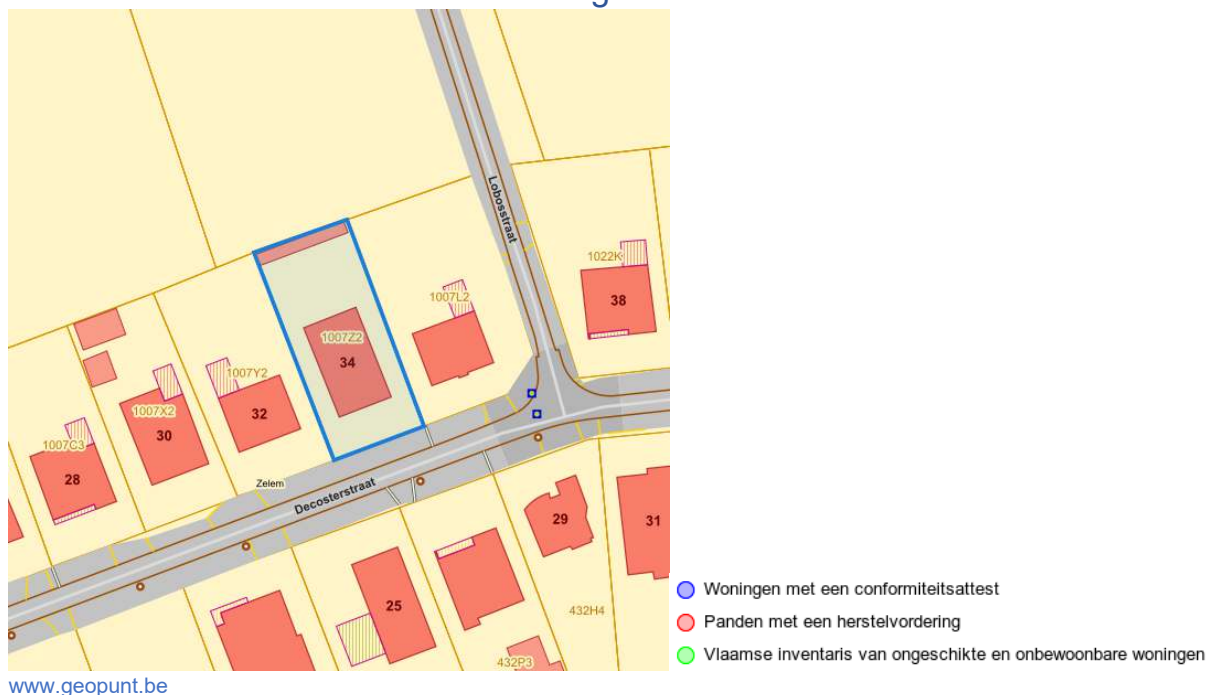 Lobosstraat
1022K
38
1007L2
1007Z2
34
1007Y2
32
1007X2
30
1007C3
28
Zelem
Decosterstraat
29
31
25
432H4
432P3
Woningen met een conformiteitsattest
Panden met een herstelvordering
Vlaamse inventaris van ongeschikte en onbewoonbare woningen
www.geopunt.be